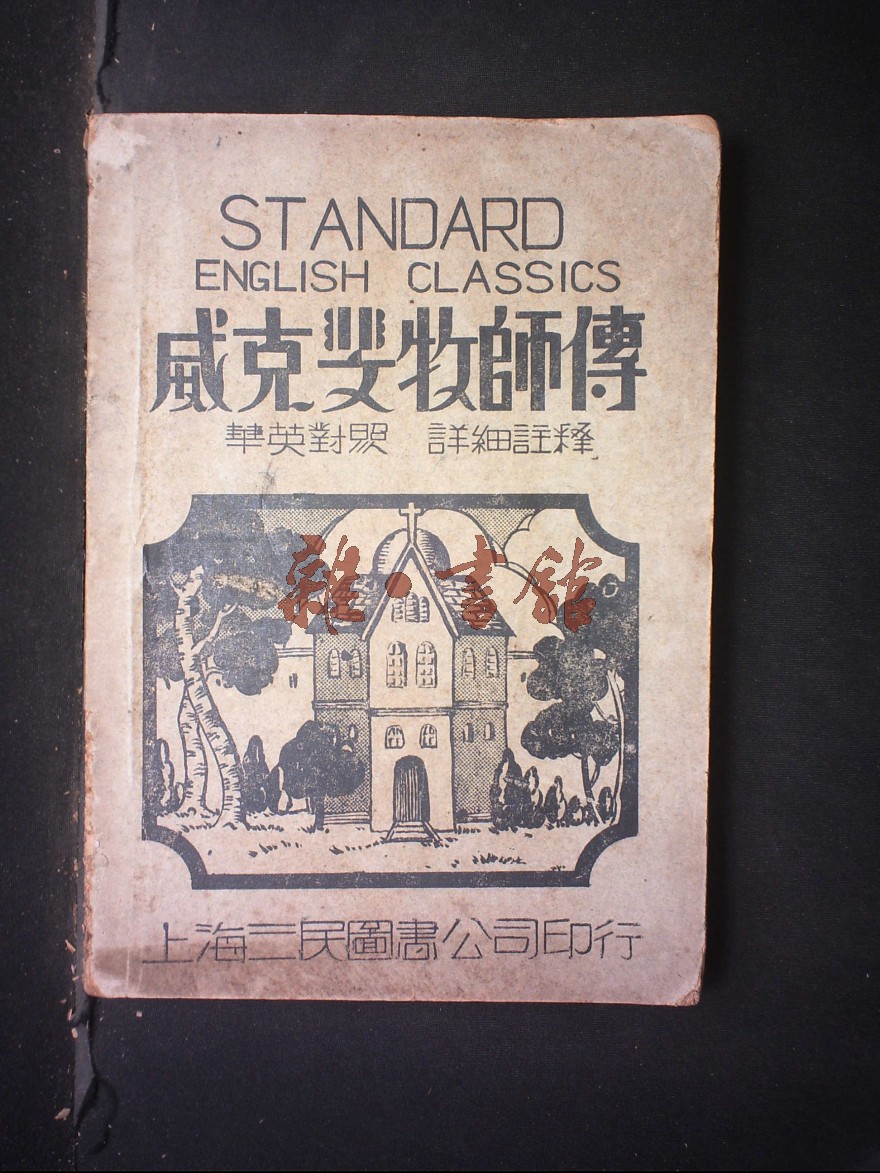 STANDARD
ENGLISH CLASSICS
威克斐牧師傳
華英對照 詳細註釋
雜·書館
上海三民圖書公司印行